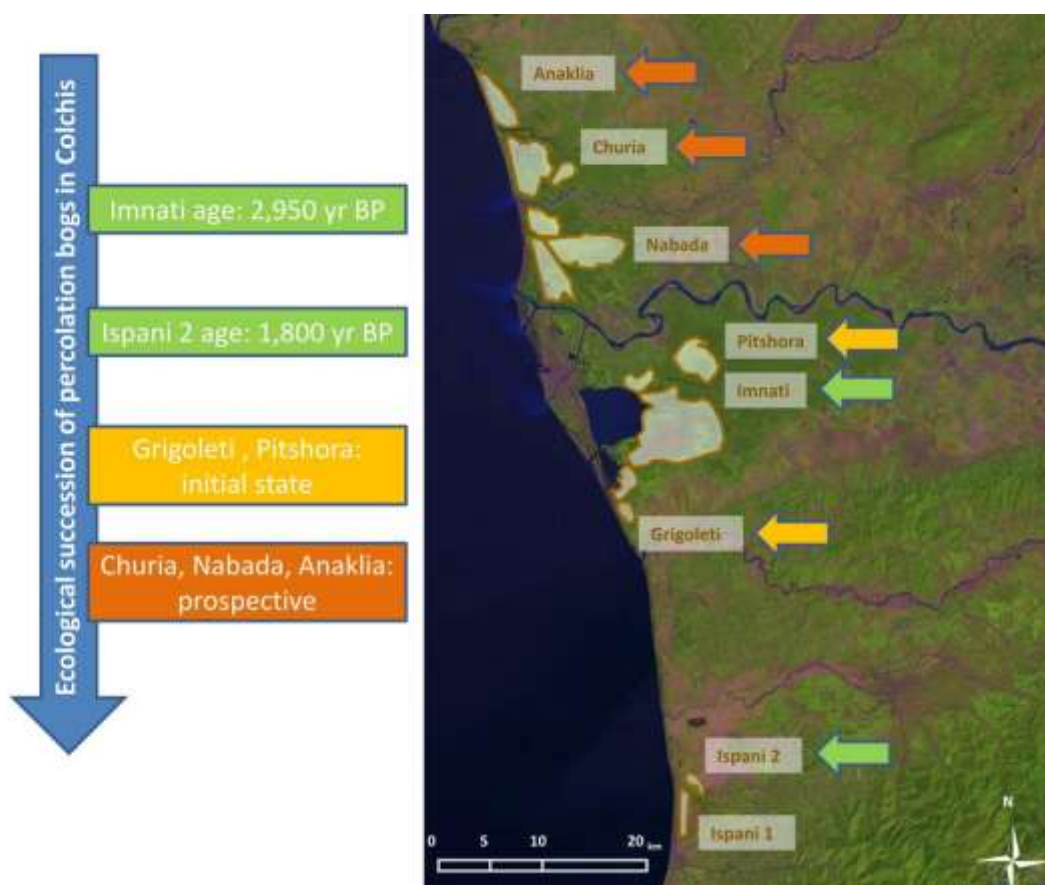 Ecological succession of percolation bogs in Colchis
Imnati age: 2,950 yr BP
Ispani 2 age: 1,800 yr BP
Grigoleti , Pitshora:
initial state
Churia, Nabada, Anaklia:
prospective
Anaklia
Churia
Nabada
Pitshora
Imnati
Grigoleti
Ispani 2
Ispani 1
N
0 5 10 20 km